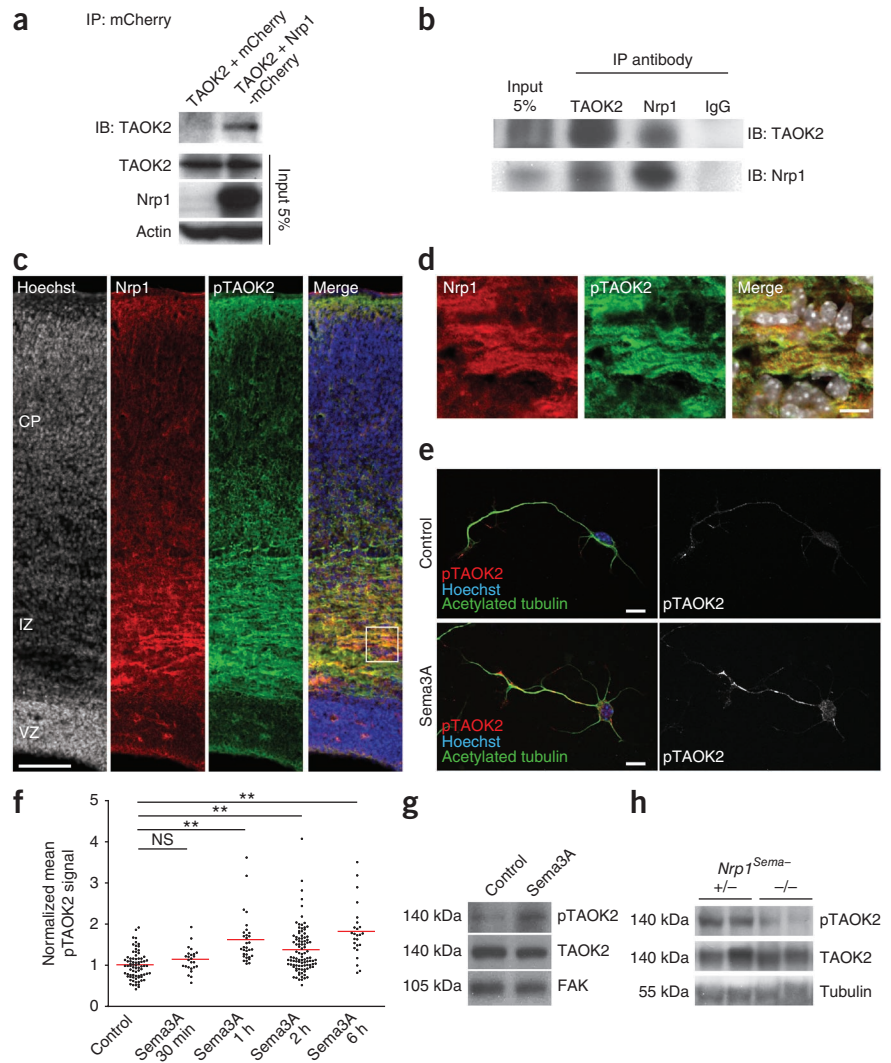 a
IP: mCherry
TAOK2 + mCherry
TAOK2 + Nrp1
-mCherry
IB: TAOK2
TAOK2
Nrp1
Actin
Input 5%
b
IP antibody
Input
5%
TAOK2
Nrp1
IgG
IB: TAOK2
IB: Nrp1
c
Hoechst
Nrp1
pTAOK2
Merge
CP
IZ
VZ
d
Nrp1
pTAOK2
Merge
e
Control
pTAOK2
Hoechst
Acetylated tubulin
pTAOK2
Sema3A
pTAOK2
Hoechst
Acetylated tubulin
pTAOK2
f
Normalized mean
pTAOK2 signal
5
4
3
2
1
0
**
**
**
NS
Control
Sema3A
30 min
Sema3A
1 h
Sema3A
2 h
Sema3A
6 h
g
Control
Sema3A
140 kDa
pTAOK2
140 kDa
TAOK2
105 kDa
FAK
h
Nrp1Sema–
+/–
–/–
140 kDa
pTAOK2
140 kDa
TAOK2
55 kDa
Tubulin